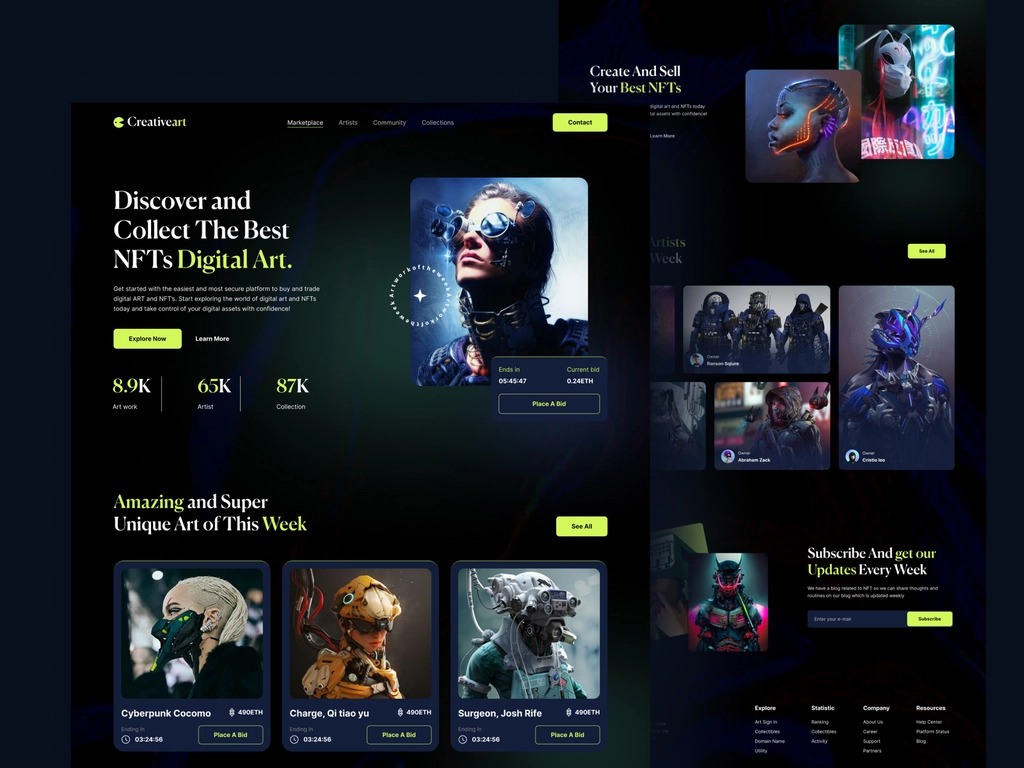 Creativeart
Marketplace
Artists
Community
Collections
Contact
Discover and
Collect The Best
NFTs Digital Art.
Get started with the easiest and most secure platform to buy and trade
digital ART and NFT's. Start exploring the world of digital art and NFTs
today and take control of your digital assets with confidence!
Explore Now
Learn More
8.9K
Art work
65K
Artist
87K
Collection
Artworkoftheweek
Ends in
05:45:47
Current bid
0.24ETH
Place A Bid
Amazing and Super
Unique Art of This Week
See All
Cyberpunk Cocomo
490ETH
Ending in
03:24:56
Place A Bid
Charge, Qi tiao yu
490ETH
Ending in
03:24:56
Place A Bid
Surgeon, Josh Rife
490ETH
Ending in
03:24:56
Place A Bid
Create And Sell
Your Best NFTs
digital art and NFTs today
assets with confidence!
Learn More
Artists
Week
See All
Owner
Ranson Sqiure
Owner
Abraham Zack
Owner
Cristio leo
Subscribe And get our
Updates Every Week
We have a blog related to NFT so we can share thoughts and
routines on our blog which is updated weekly
Enter your e-mail
Subscribe
Explore
Art Sign In
Collectibles
Domain Name
Utility
Statistic
Ranking
Collectibles
Activity
Company
About Us
Career
Support
Partners
Resources
Help Center
Platform Status
Blog